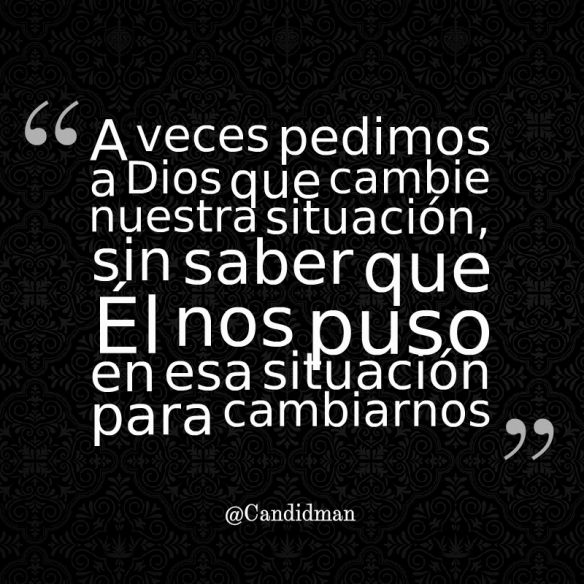 “A veces pedimos
a Dios que cambie
nuestra situación,
sin saber que
Él nos puso
en esa situación
para cambiarnos”
@Candidman